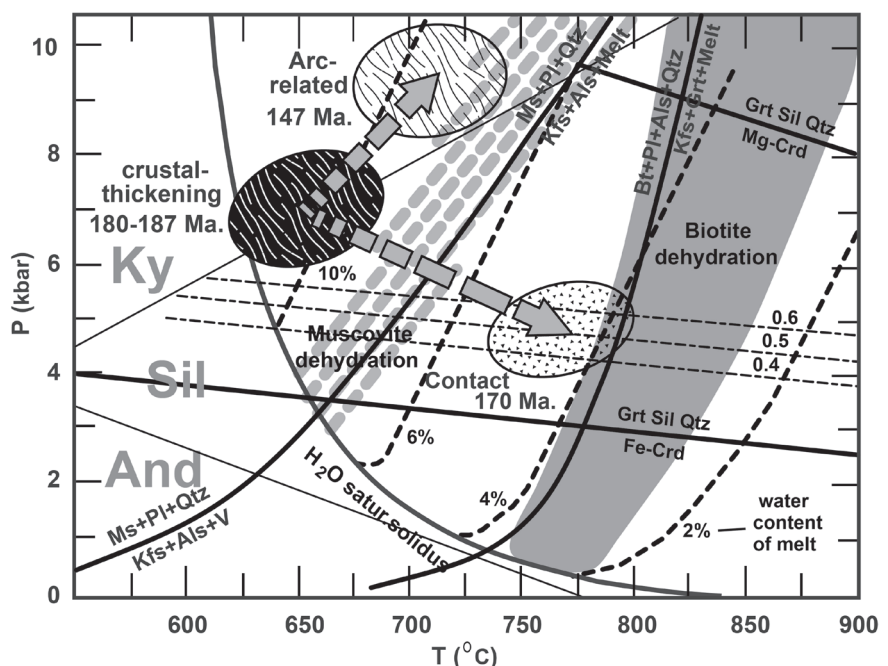 10
8
6
4
2
0
P (kbar)
600
650
700
750
800
850
900
T (°C)
Arc-
related
147 Ma.
crustal-
thickening
180-187 Ma.
Ky
Sil
And
10%
Muscovite
dehydration
Contact
170 Ma.
6%
4%
2%
water
content
of melt
H2O satur solidus
Ms+Pl+Qtz
Kfs+Als+V
Ms+Pl+Qtz
Kfs+Als+Melt
Bt+Pl+Als+Qtz
Kfs+Grt+Melt
Grt Sil Qtz
Mg-Crd
Biotite
dehydration
0.6
0.5
0.4
Grt Sil Qtz
Fe-Crd